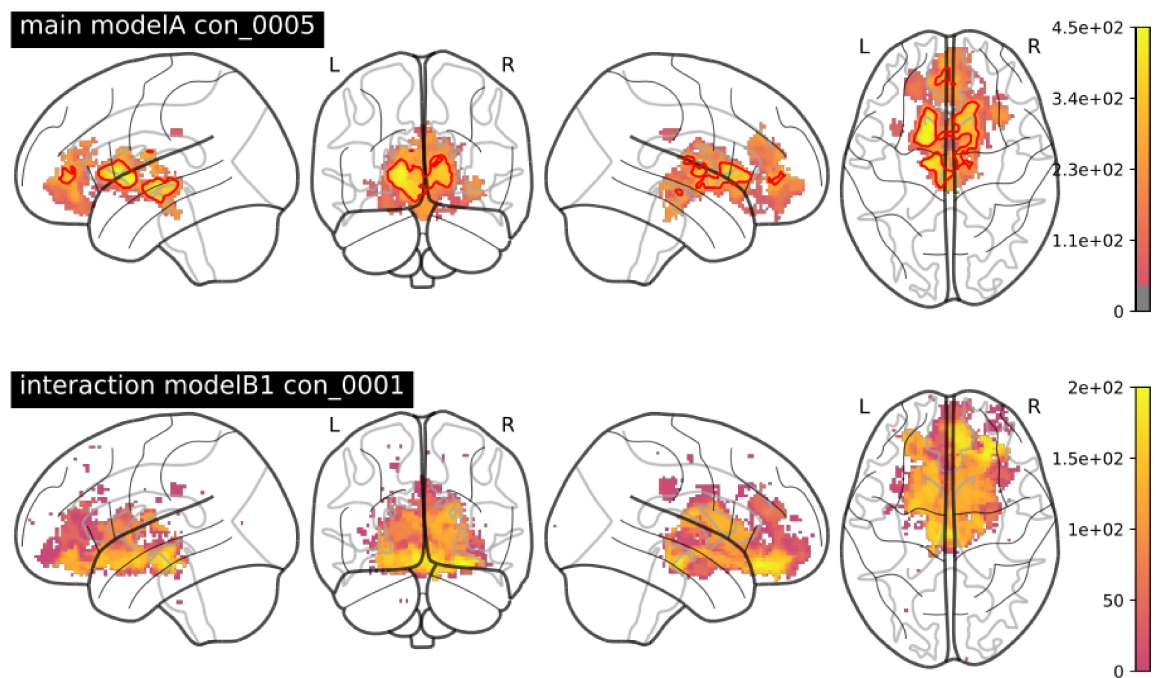 main modelA con_0005
L
R
L
R
4.5e+02
3.4e+02
2.3e+02
1.1e+02
0
interaction modelB1 con_0001
L
R
L
R
2e+02
1.5e+02
1e+02
50
0